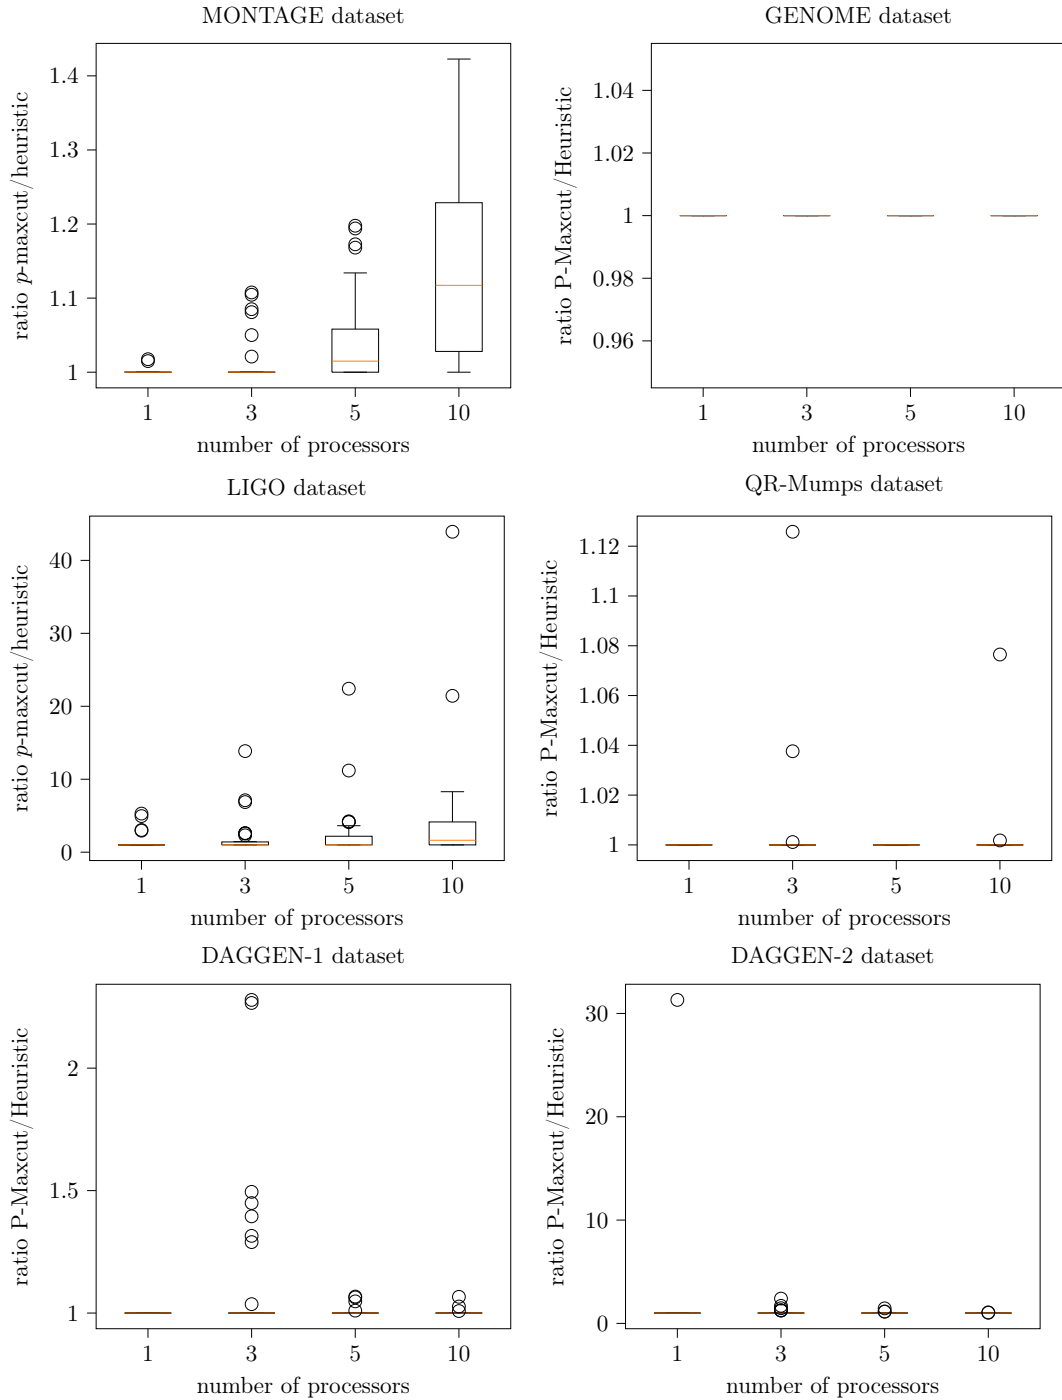 MONTAGE dataset
ratio p-maxcut/heuristic
1.4
1.3
1.2
1.1
1
1 3 5 10
number of processors
GENOME dataset
ratio P-Maxcut/Heuristic
1.04
1.02
1
0.98
0.96
1 3 5 10
number of processors
LIGO dataset
ratio p-maxcut/heuristic
40
30
20
10
0
1 3 5 10
number of processors
QR-Mumps dataset
ratio P-Maxcut/Heuristic
1.12
1.1
1.08
1.06
1.04
1.02
1
1 3 5 10
number of processors
DAGGEN-1 dataset
ratio P-Maxcut/Heuristic
2
1.5
1
1 3 5 10
number of processors
DAGGEN-2 dataset
ratio P-Maxcut/Heuristic
30
20
10
0
1 3 5 10
number of processors